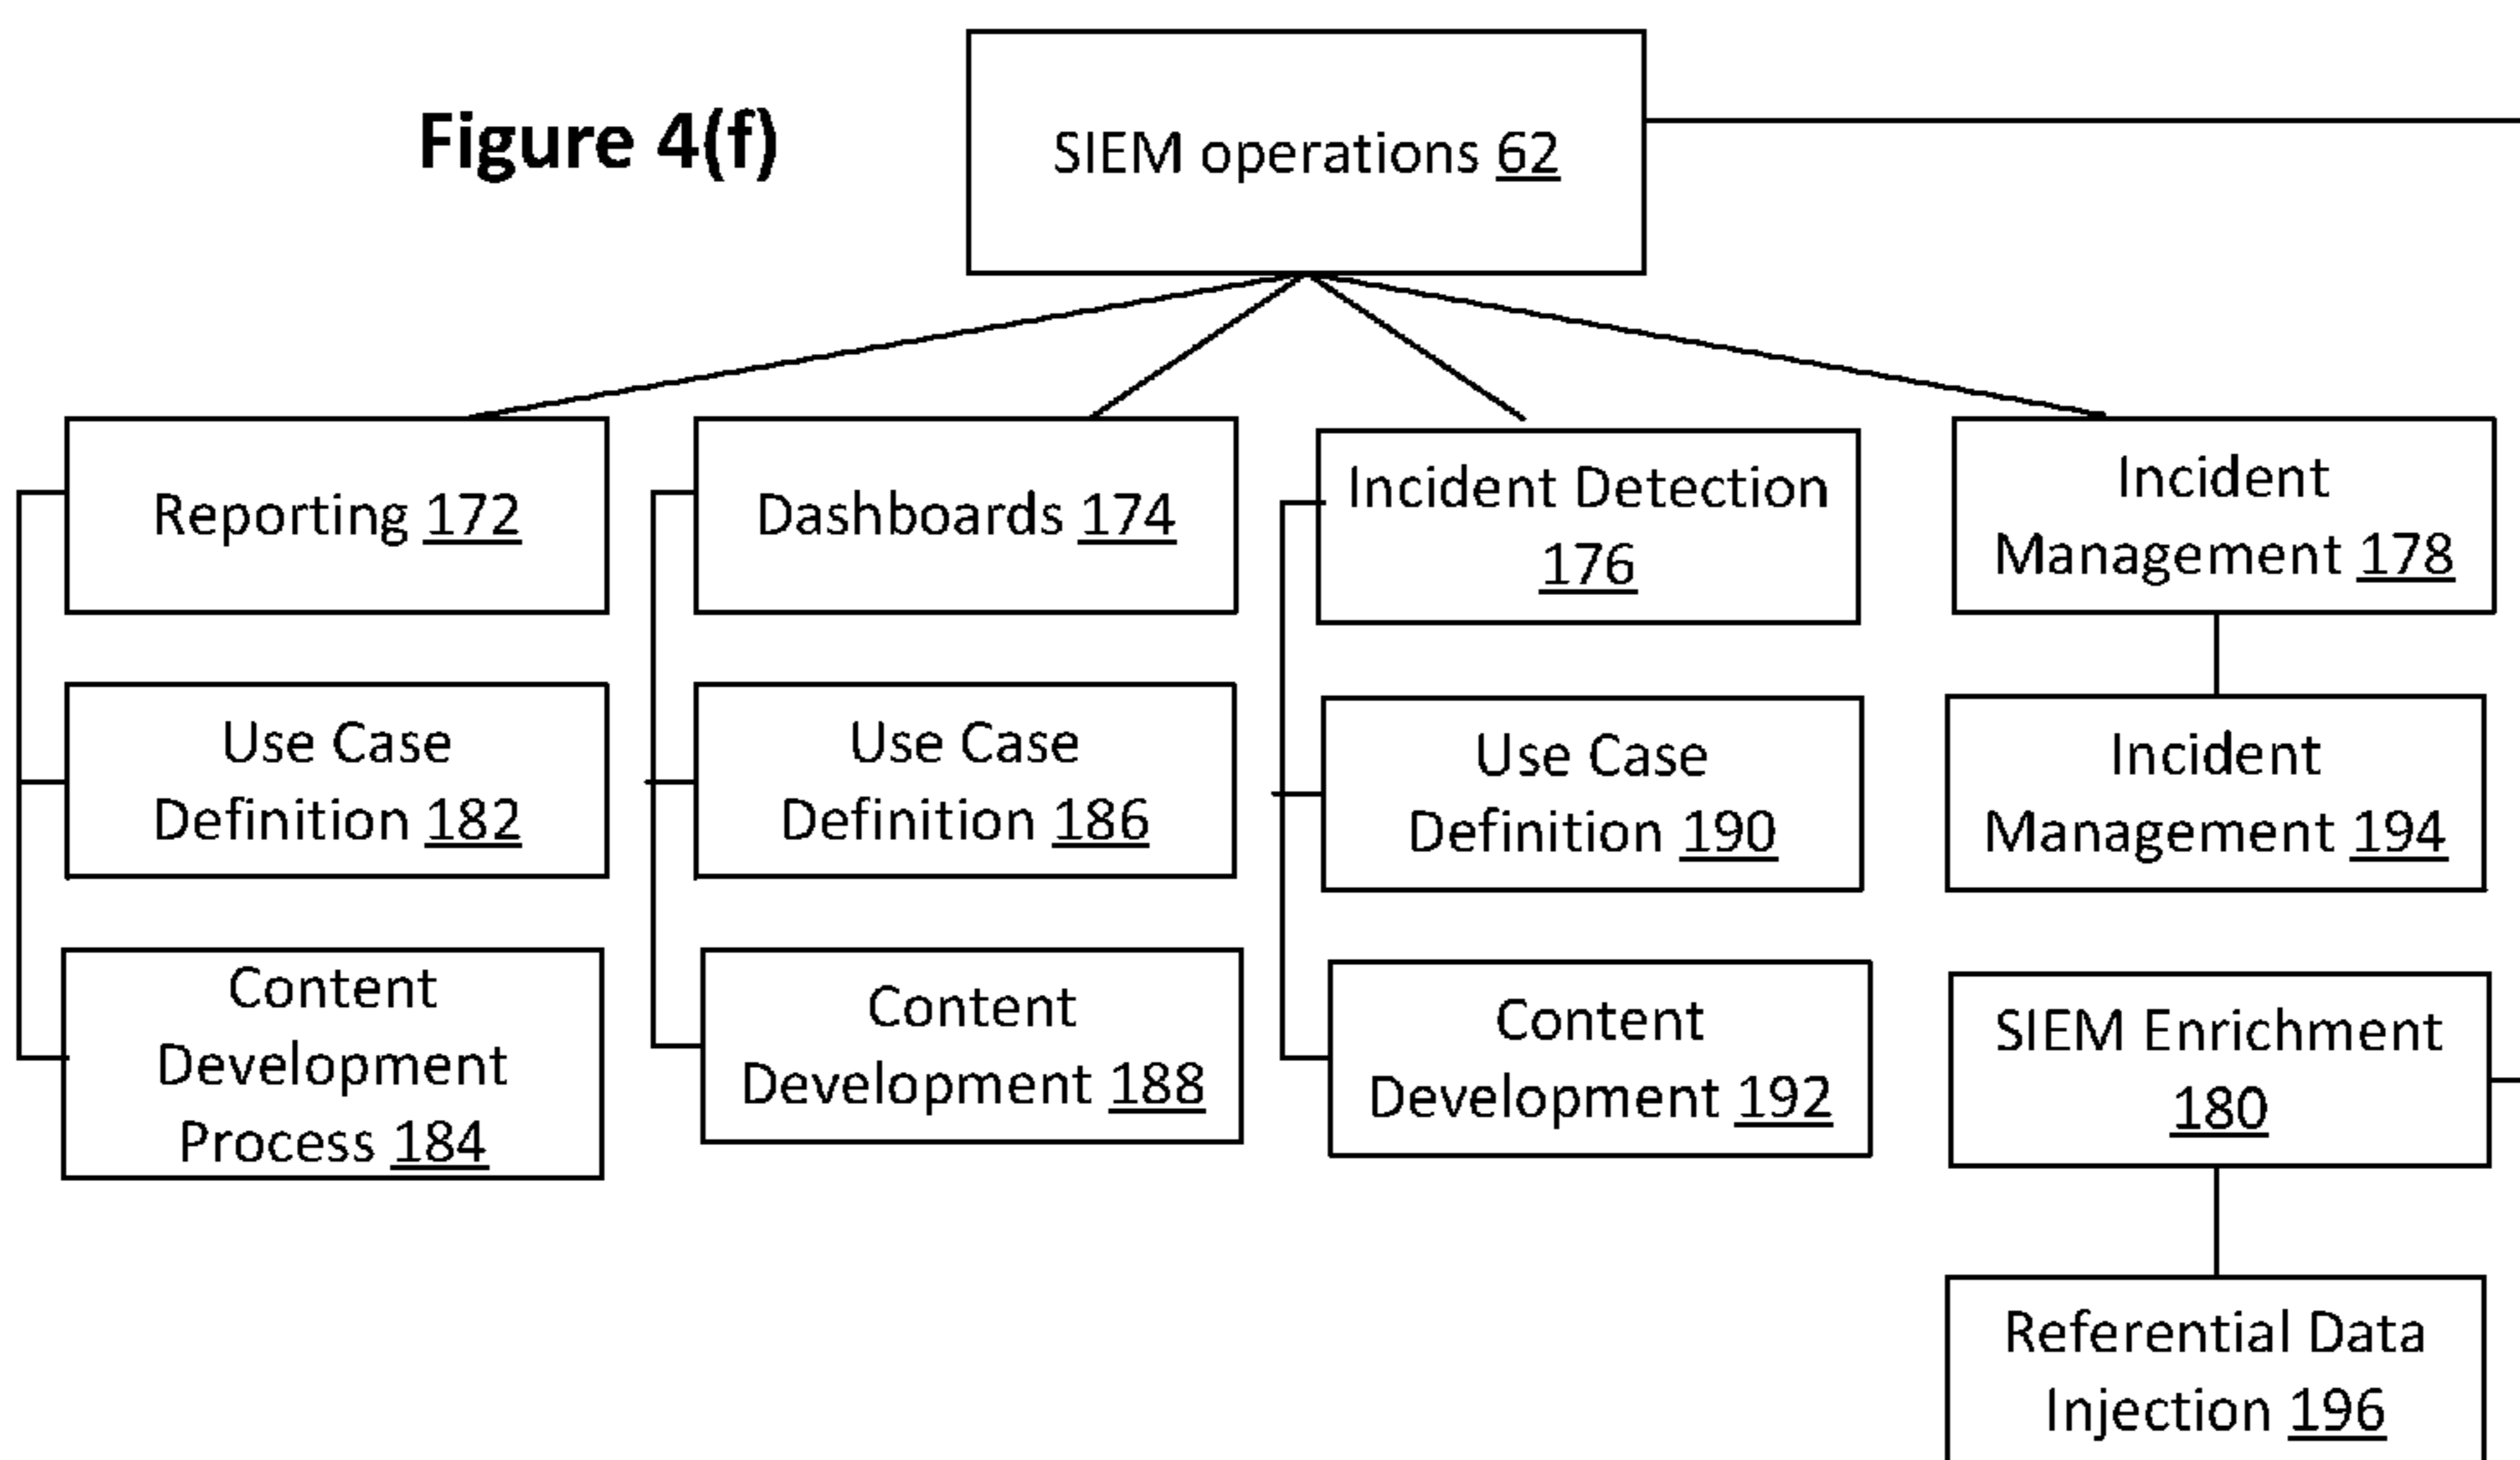 Figure 4(f)
SIEM operations 62
Reporting 172
Dashboards 174
Incident Detection
176
Incident
Management 178
Use Case
Definition 182
Use Case
Definition 186
Use Case
Definition 190
Incident
Management 194
Content
Development
Process 184
Content
Development 188
Content
Development 192
SIEM Enrichment
180
Referential Data
Injection 196